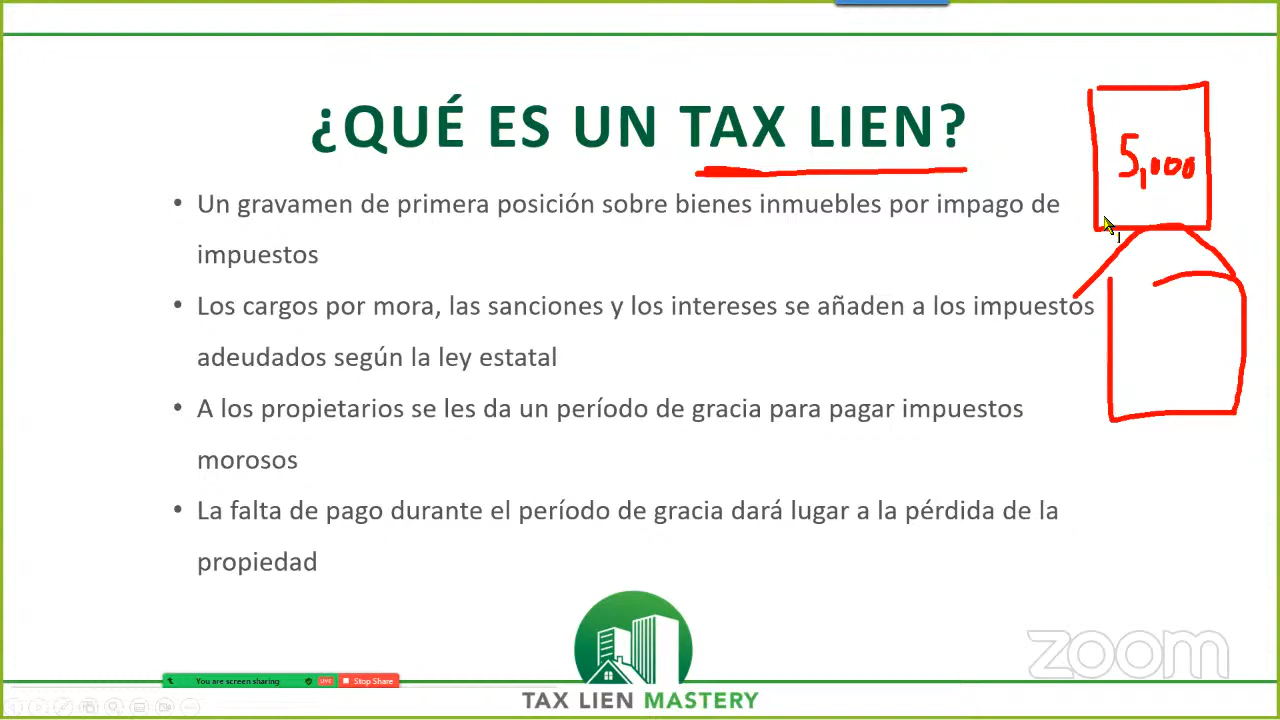 ¿QUÉ ES UN TAX LIEN?
5,000
• Un gravamen de primera posición sobre bienes inmuebles por impago de
impuestos
• Los cargos por mora, las sanciones y los intereses se añaden a los impuestos
adeudados según la ley estatal
• A los propietarios se les da un período de gracia para pagar impuestos
morosos
• La falta de pago durante el período de gracia dará lugar a la pérdida de la
propiedad
zoom
You are screen sharing LIVE Stop Share
TAX LIEN MASTERY